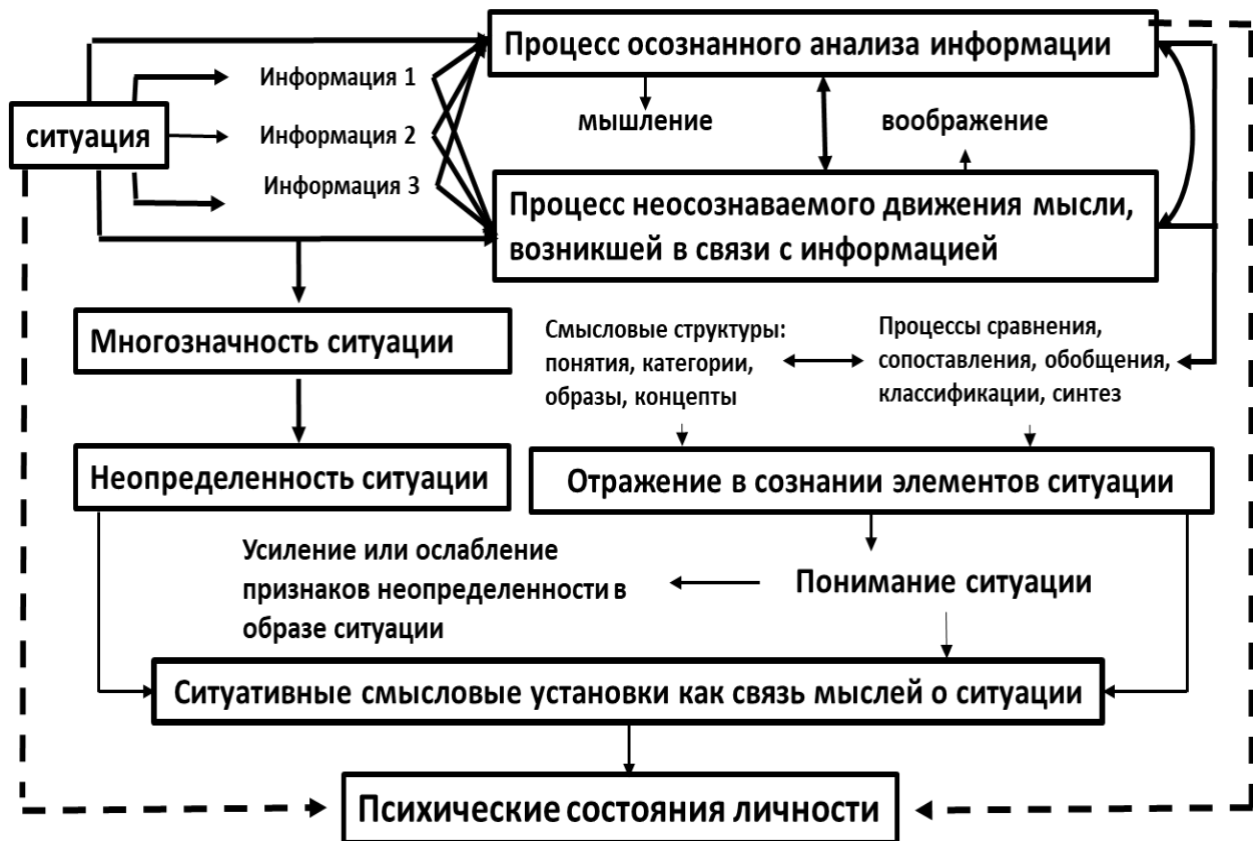 Процесс осознанного анализа информации
Информация 1
ситуация
Информация 2
Информация 3
мышление
воображение
Процесс неосознаваемого движения мысли,
возникшей в связи с информацией
Многозначность ситуации
Смысловые структуры:
понятия, категории,
образы, концепты
Процессы сравнения,
сопоставления, обобщения,
классификации, синтез
Неопределенность ситуации
Отражение в сознании элементов ситуации
Усиление или ослабление
признаков неопределенности в
образе ситуации
Понимание ситуации
Ситуативные смысловые установки как связь мыслей о ситуации
Психические состояния личности